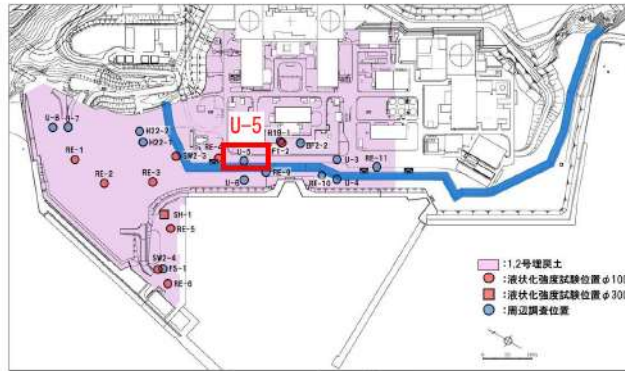 U-5
U-8
U-7
H22-2
H22-7
RE-1
RE-2
RE-3
SW2-3
RE-4
U-5
R19-1
F1-2
BF2-2
U-3
RE-11
U-6
RE-9
RE-10
U-4
SH-1
RE-5
SW2-4
FS-1
RE-6
:1,2号埋戻土
:液状化強度試験位置φ100
:液状化強度試験位置φ300
:周辺調査位置